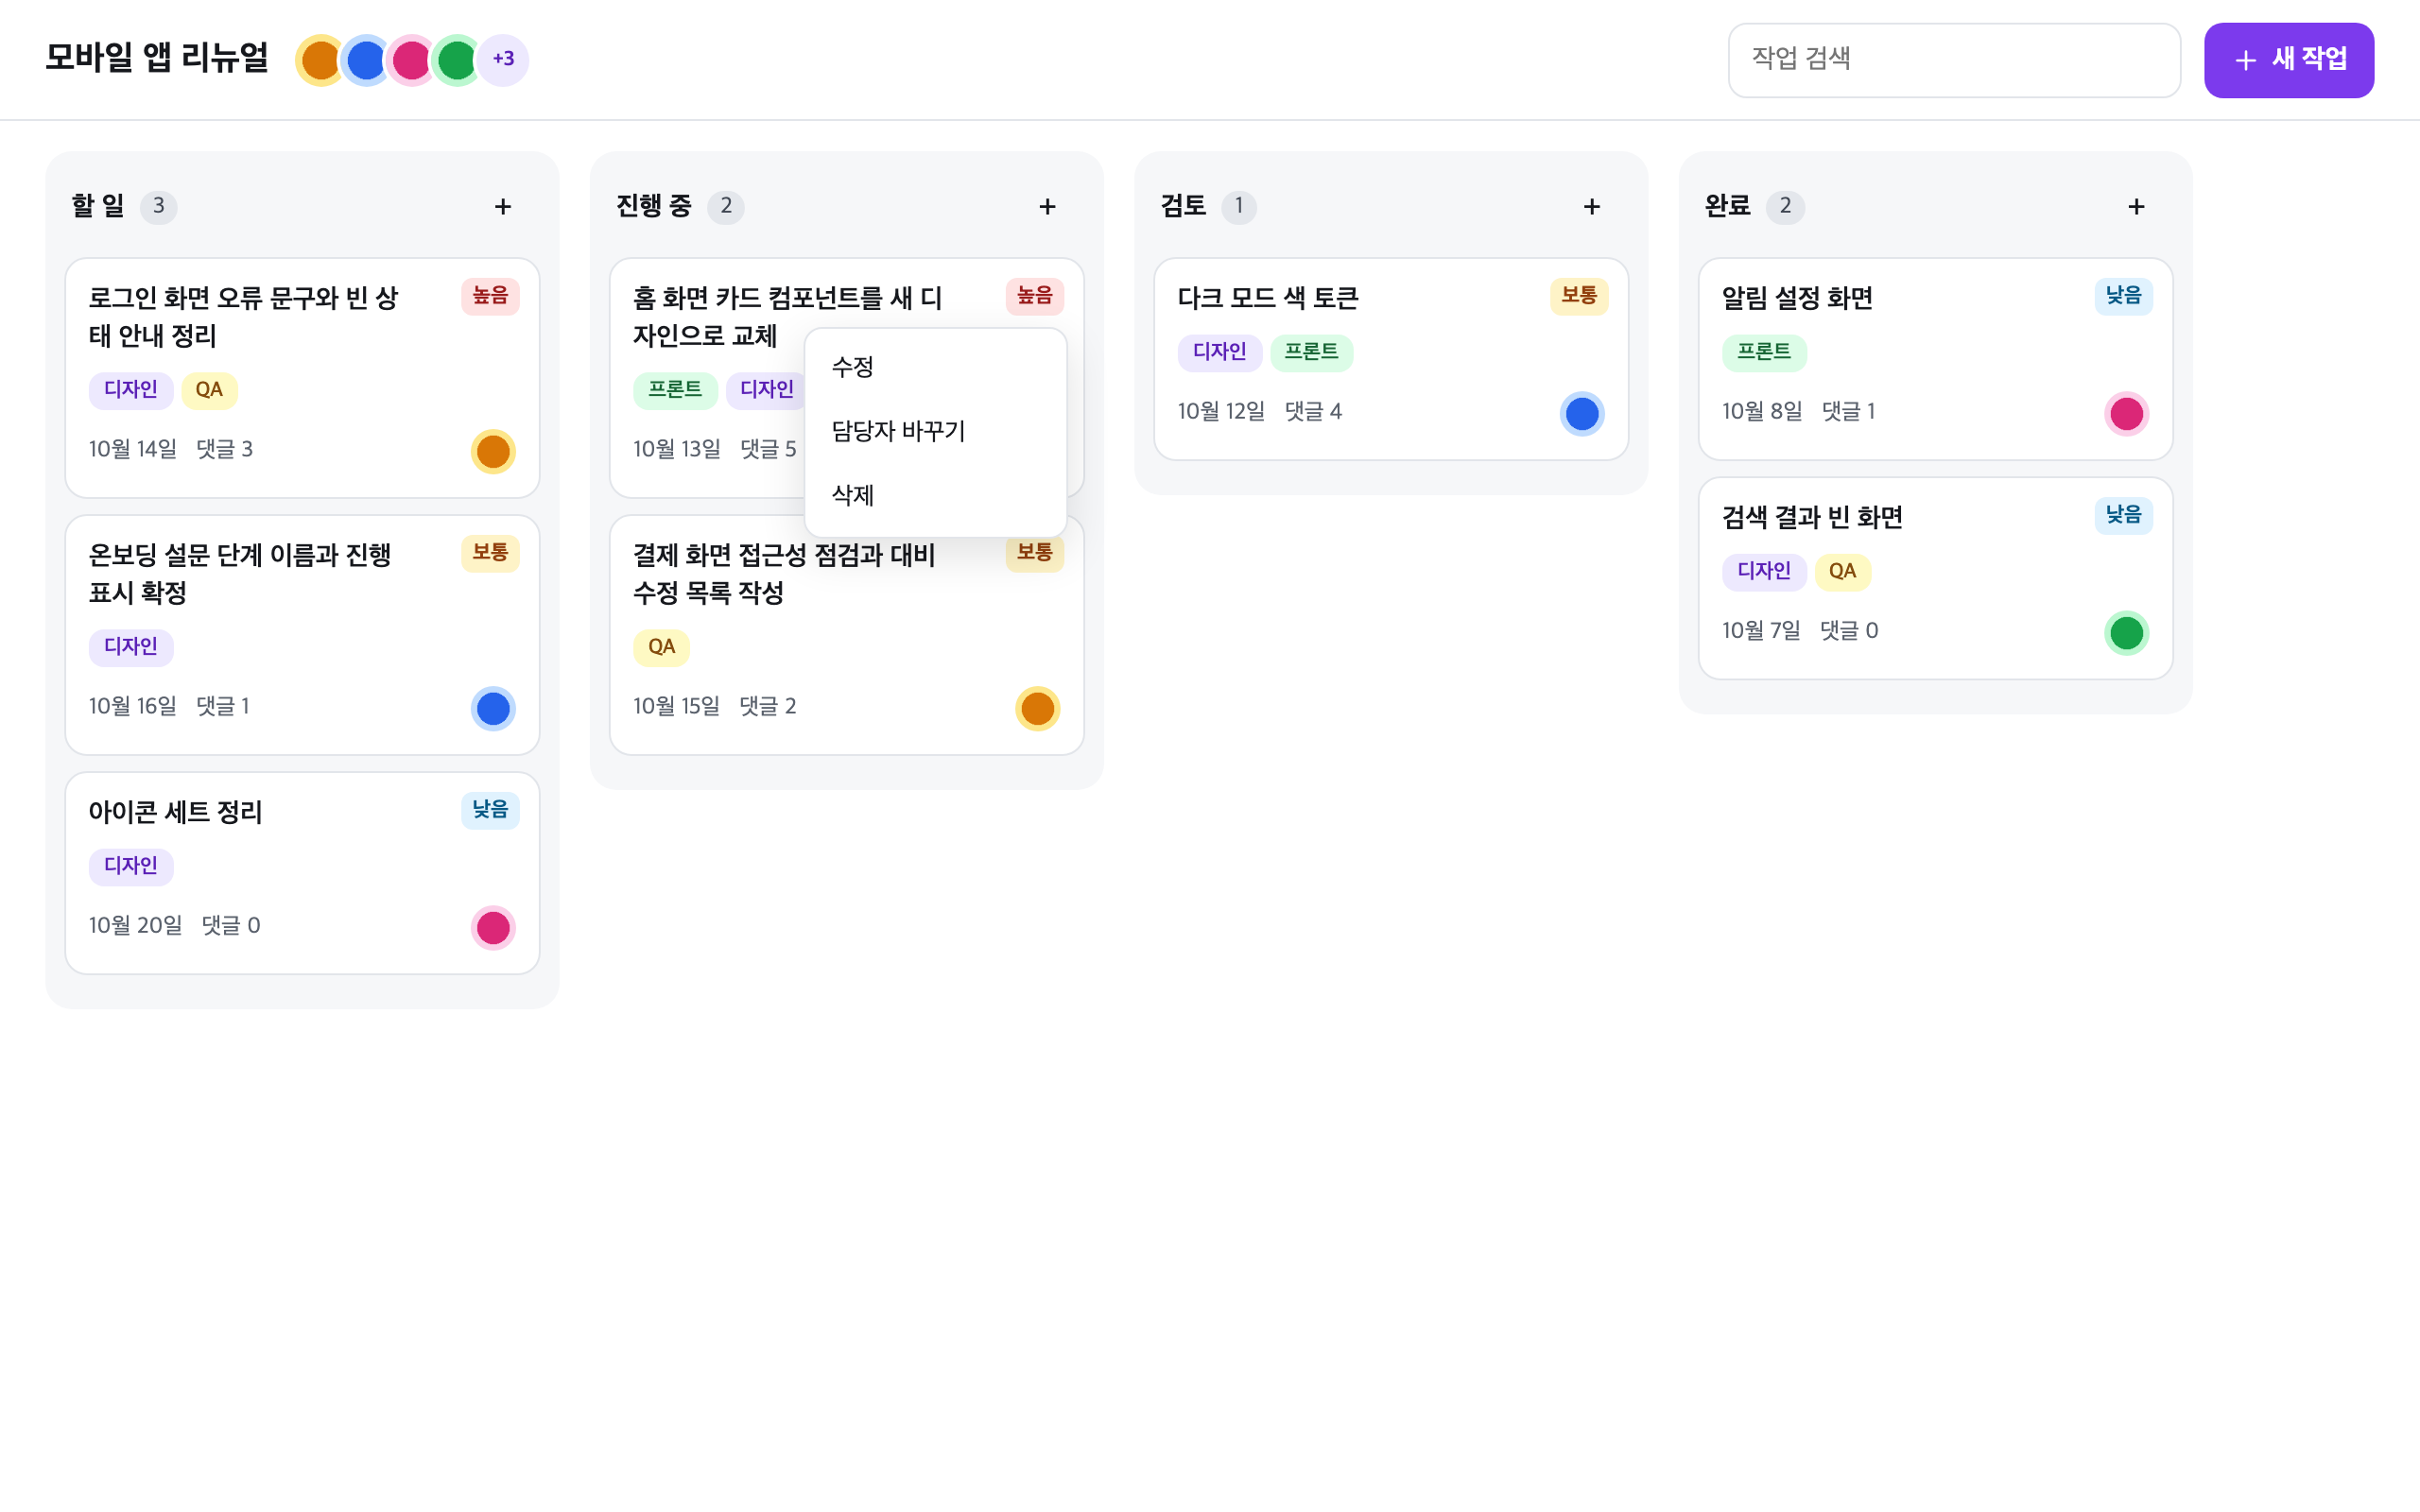 모바일 앱 리뉴얼
+3
작업 검색
+ 새 작업
할 일 3 +
로그인 화면 오류 문구와 빈 상
태 안내 정리
높음
디자인 QA
10월 14일 댓글 3
온보딩 설문 단계 이름과 진행
표시 확정
보통
디자인
10월 16일 댓글 1
아이콘 세트 정리
낮음
디자인
10월 20일 댓글 0
진행 중 2 +
홈 화면 카드 컴포넌트를 새 디
자인으로 교체
높음
프론트 디자인
10월 13일 댓글 5
수정
담당자 바꾸기
삭제
결제 화면 접근성 점검과 대비
수정 목록 작성
보통
QA
10월 15일 댓글 2
검토 1 +
다크 모드 색 토큰
보통
디자인 프론트
10월 12일 댓글 4
완료 2 +
알림 설정 화면
낮음
프론트
10월 8일 댓글 1
검색 결과 빈 화면
낮음
디자인 QA
10월 7일 댓글 0